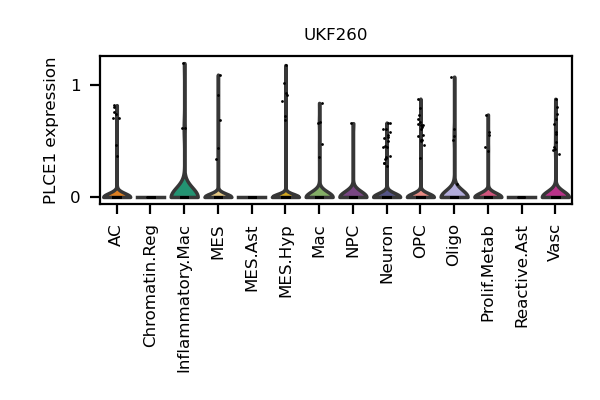 UKF260
PLCE1 expression
1
0
AC
Chromatin.Reg
Inflammatory.Mac
MES
MES.Ast
MES.Hyp
Mac
NPC
Neuron
OPC
Oligo
Prolif.Metab
Reactive.Ast
Vasc